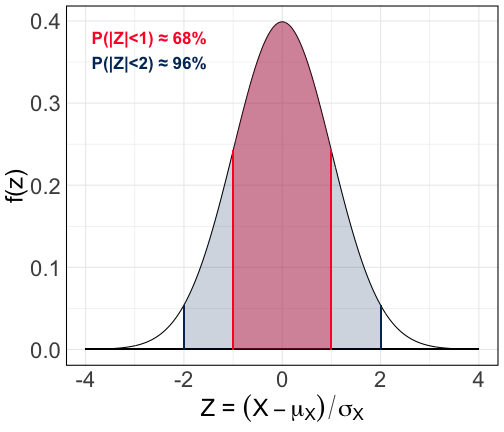 P(|Z|<1) ≈ 68%
P(|Z|<2) ≈ 96%
f(z)
0.4
0.3
0.2
0.1
0.0
-4 -2 0 2 4
Z = (X − μX)/σX